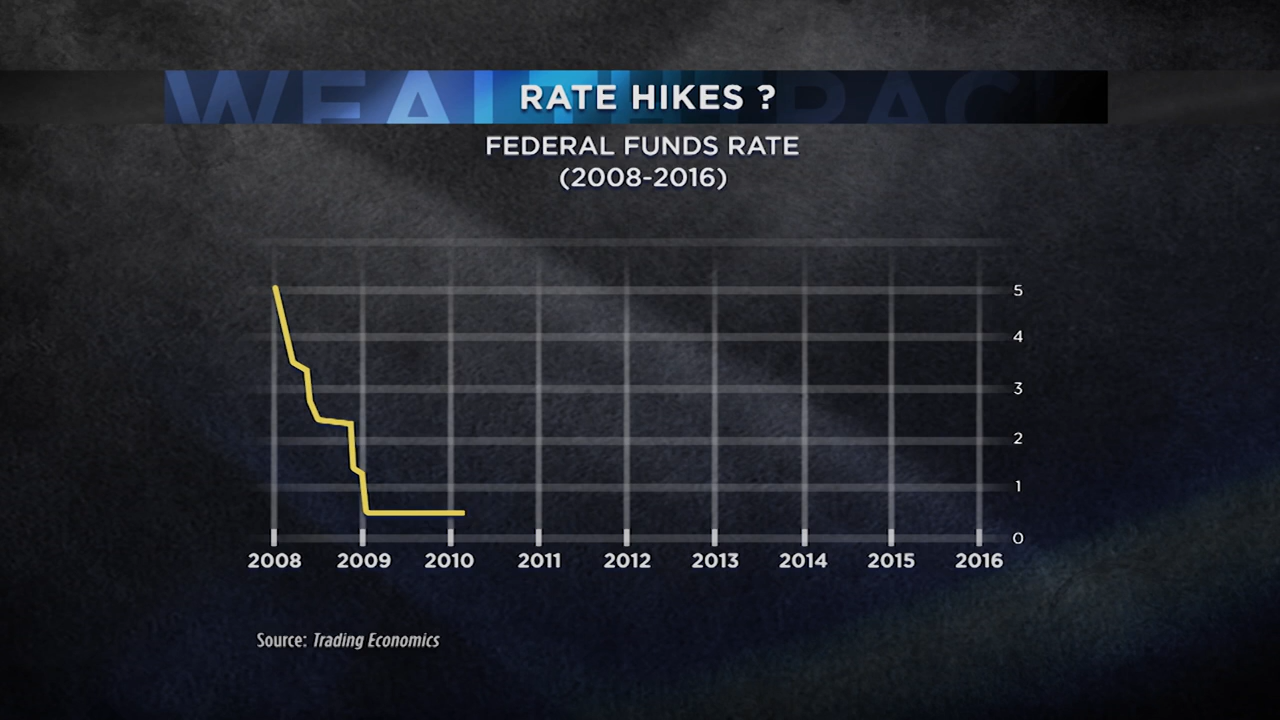 WEALTHTRACK
RATE HIKES ?
FEDERAL FUNDS RATE
(2008-2016)
5
4
3
2
1
0
2008 2009 2010 2011 2012 2013 2014 2015 2016
Source: Trading Economics